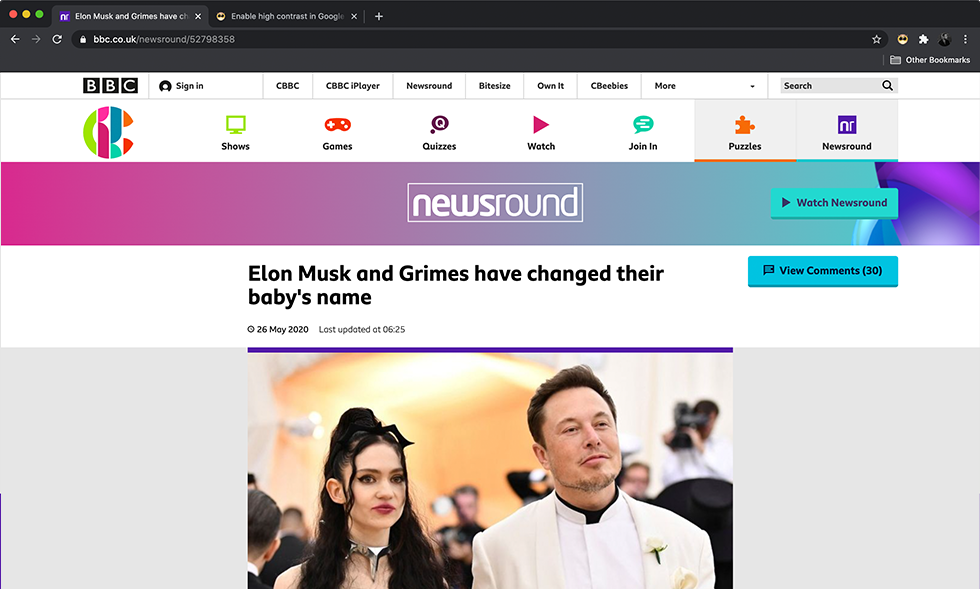 Elon Musk and Grimes have ch
Enable high contrast in Google
bbc.co.uk/newsround/52798358
Other Bookmarks
BBC
Sign in
CBBC
CBBC iPlayer
Newsround
Bitesize
Own It
CBeebies
More
Search
Shows
Games
Quizzes
Watch
Join In
Puzzles
nr
Newsround
newsround
Watch Newsround
Elon Musk and Grimes have changed their
baby's name
View Comments (30)
26 May 2020 Last updated at 06:25